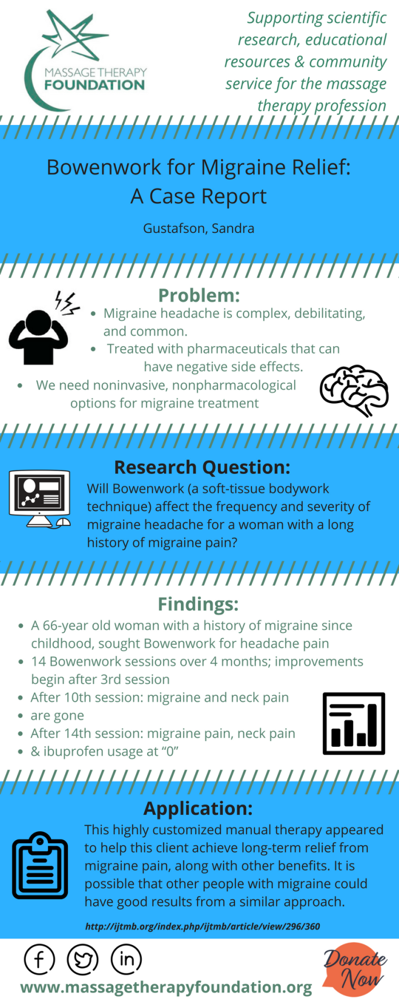 MASSAGE THERAPY
FOUNDATION
Supporting scientific
research, educational
resources & community
service for the massage
therapy profession
Bowenwork for Migraine Relief:
A Case Report
Gustafson, Sandra
Problem:
• Migraine headache is complex, debilitating,
and common.
• Treated with pharmaceuticals that can
have negative side effects.
• We need noninvasive, nonpharmacological
options for migraine treatment
Research Question:
Will Bowenwork (a soft-tissue bodywork
technique) affect the frequency and severity of
migraine headache for a woman with a long
history of migraine pain?
Findings:
• A 66-year old woman with a history of migraine since
childhood, sought Bowenwork for headache pain
• 14 Bowenwork sessions over 4 months; improvements
begin after 3rd session
• After 10th session: migraine and neck pain
• are gone
• After 14th session: migraine pain, neck pain
• & ibuprofen usage at “0”
Application:
This highly customized manual therapy appeared
to help this client achieve long-term relief from
migraine pain, along with other benefits. It is
possible that other people with migraine could
have good results from a similar approach.
http://ijtmb.org/index.php/ijtmb/article/view/296/360
f
in
Donate
Now
www.massagetherapyfoundation.org